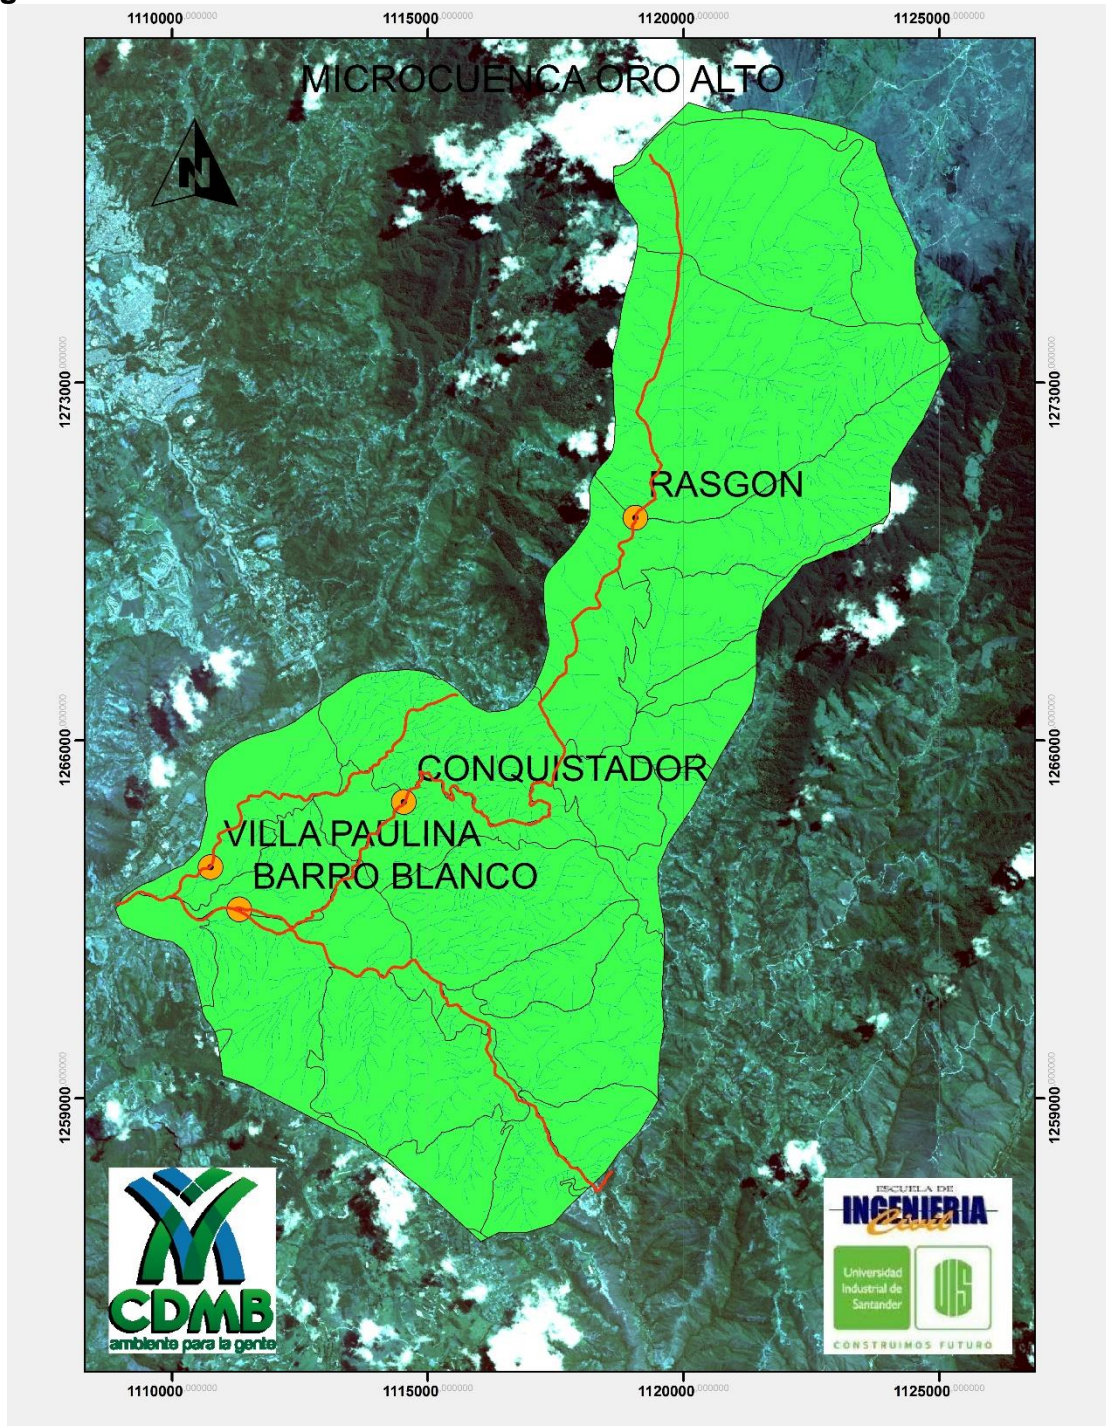 1110000.000000 1115000.000000 1120000.000000 1125000.000000
MICROCUENCA ORO ALTO
N
1273000.000000 1273000.000000
RASGON
1266000.000000 1266000.000000
CONQUISTADOR
VILLA PAULINA
BARRO BLANCO
1259000.000000 1259000.000000
CDMB
ambiente para la gente
ESCUELA DE
INGENIERIA
Civil
Universidad
Industrial de
Santander
UIS
CONSTRUIMOS FUTURO
1110000.000000 1115000.000000 1120000.000000 1125000.000000